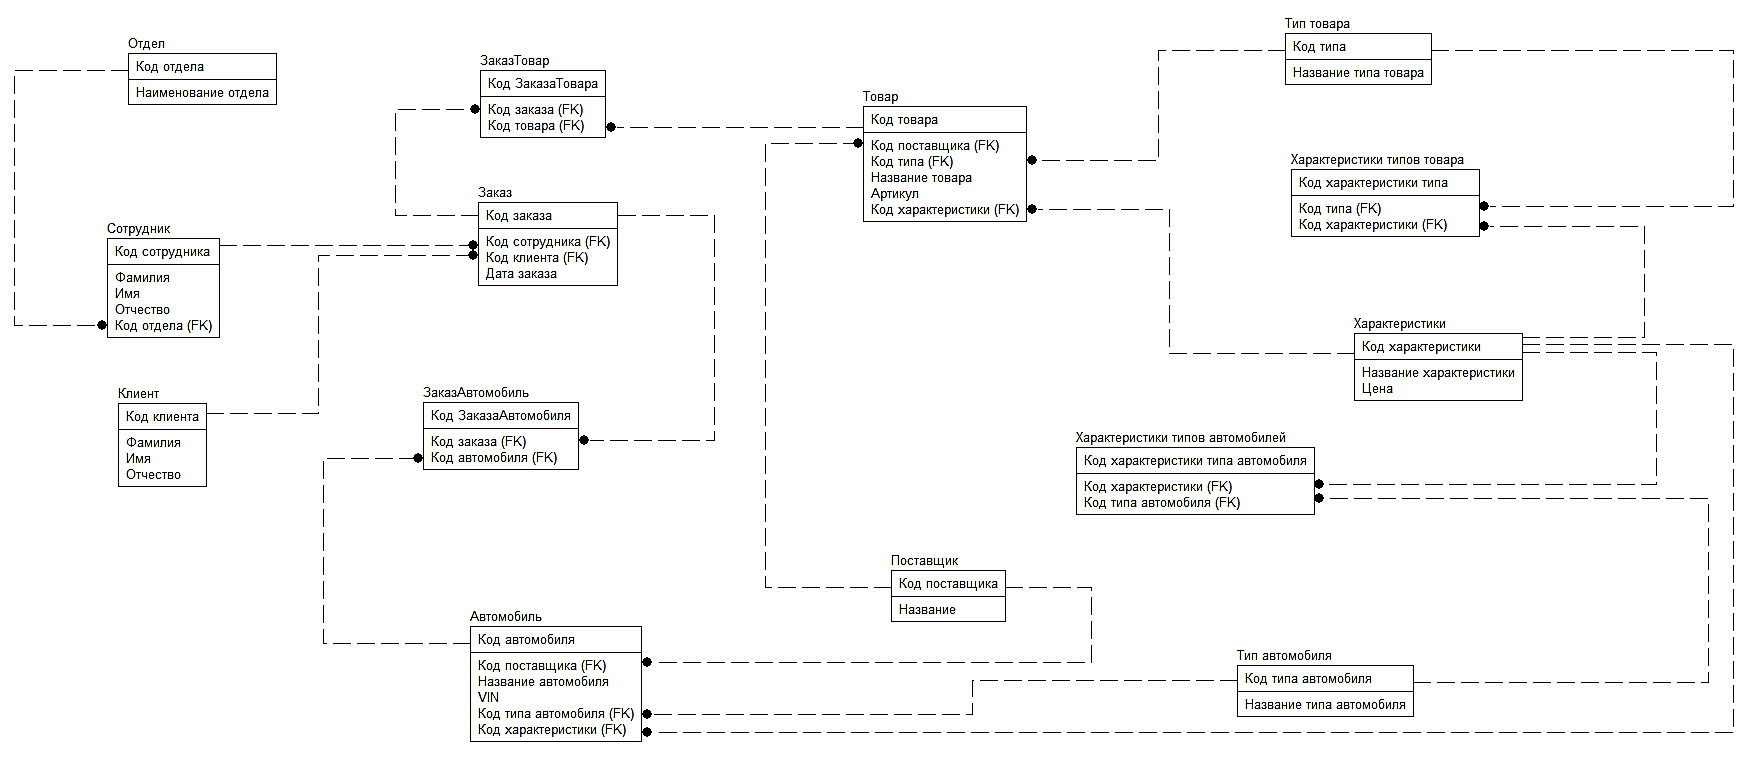 Отдел
Код отдела
Наименование отдела
ЗаказТовар
Код ЗаказаТовара
Код заказа (FK)
Код товара (FK)
Товар
Код товара
Код поставщика (FK)
Код типа (FK)
Название товара
Артикул
Код характеристики (FK)
Тип товара
Код типа
Название типа товара
Характеристики типов товара
Код характеристики типа
Код типа (FK)
Код характеристики (FK)
Заказ
Код заказа
Код сотрудника (FK)
Код клиента (FK)
Дата заказа
Сотрудник
Код сотрудника
Фамилия
Имя
Отчество
Код отдела (FK)
Характеристики
Код характеристики
Название характеристики
Цена
Клиент
Код клиента
Фамилия
Имя
Отчество
ЗаказАвтомобиль
Код ЗаказаАвтомобиля
Код заказа (FK)
Код автомобиля (FK)
Характеристики типов автомобилей
Код характеристики типа автомобиля
Код характеристики (FK)
Код типа автомобиля (FK)
Поставщик
Код поставщика
Название
Автомобиль
Код автомобиля
Код поставщика (FK)
Название автомобиля
VIN
Код типа автомобиля (FK)
Код характеристики (FK)
Тип автомобиля
Код типа автомобиля
Название типа автомобиля